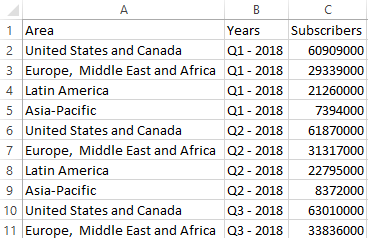 A B C
1 Area Years Subscribers
2 United States and Canada Q1 - 2018 60909000
3 Europe,  Middle East and Africa Q1 - 2018 29339000
4 Latin America Q1 - 2018 21260000
5 Asia-Pacific Q1 - 2018 7394000
6 United States and Canada Q2 - 2018 61870000
7 Europe,  Middle East and Africa Q2 - 2018 31317000
8 Latin America Q2 - 2018 22795000
9 Asia-Pacific Q2 - 2018 8372000
10 United States and Canada Q3 - 2018 63010000
11 Europe,  Middle East and Africa Q3 - 2018 33836000